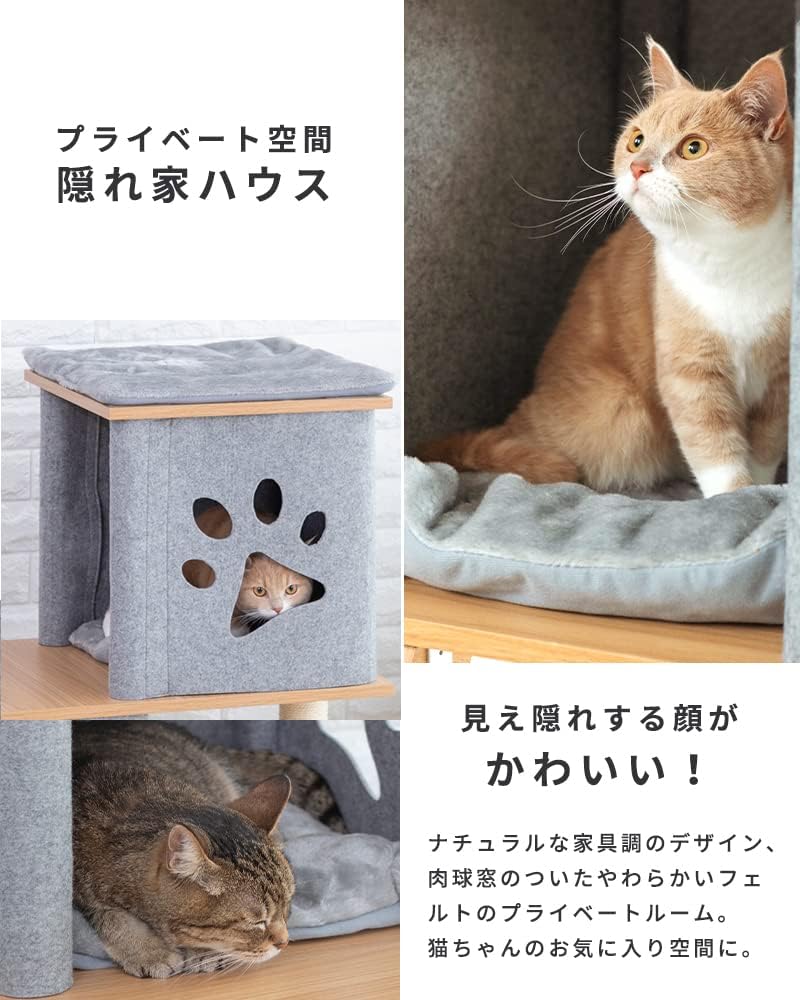 プライベート空間
隠れ家ハウス
見え隠れする顔が
かわいい！
ナチュラルな家具調のデザイン、
肉球窓のついたやわらかいフェ
ルトのプライベートルーム。
猫ちゃんのお気に入り空間に。